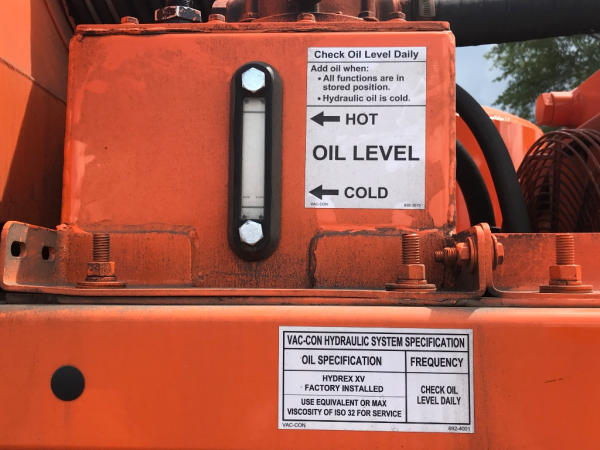 Check Oil Level Daily
Add oil when:
• All functions are in
stored position.
• Hydraulic oil is cold.
HOT
OIL LEVEL
COLD
VAC-CON
VAC-CON HYDRAULIC SYSTEM SPECIFICATION
OIL SPECIFICATION FREQUENCY
HYDREX XV
FACTORY INSTALLED
USE EQUIVALENT OR MAX
VISCOSITY OF ISO 32 FOR SERVICE
CHECK OIL
LEVEL DAILY
VAC-CON 892-4001